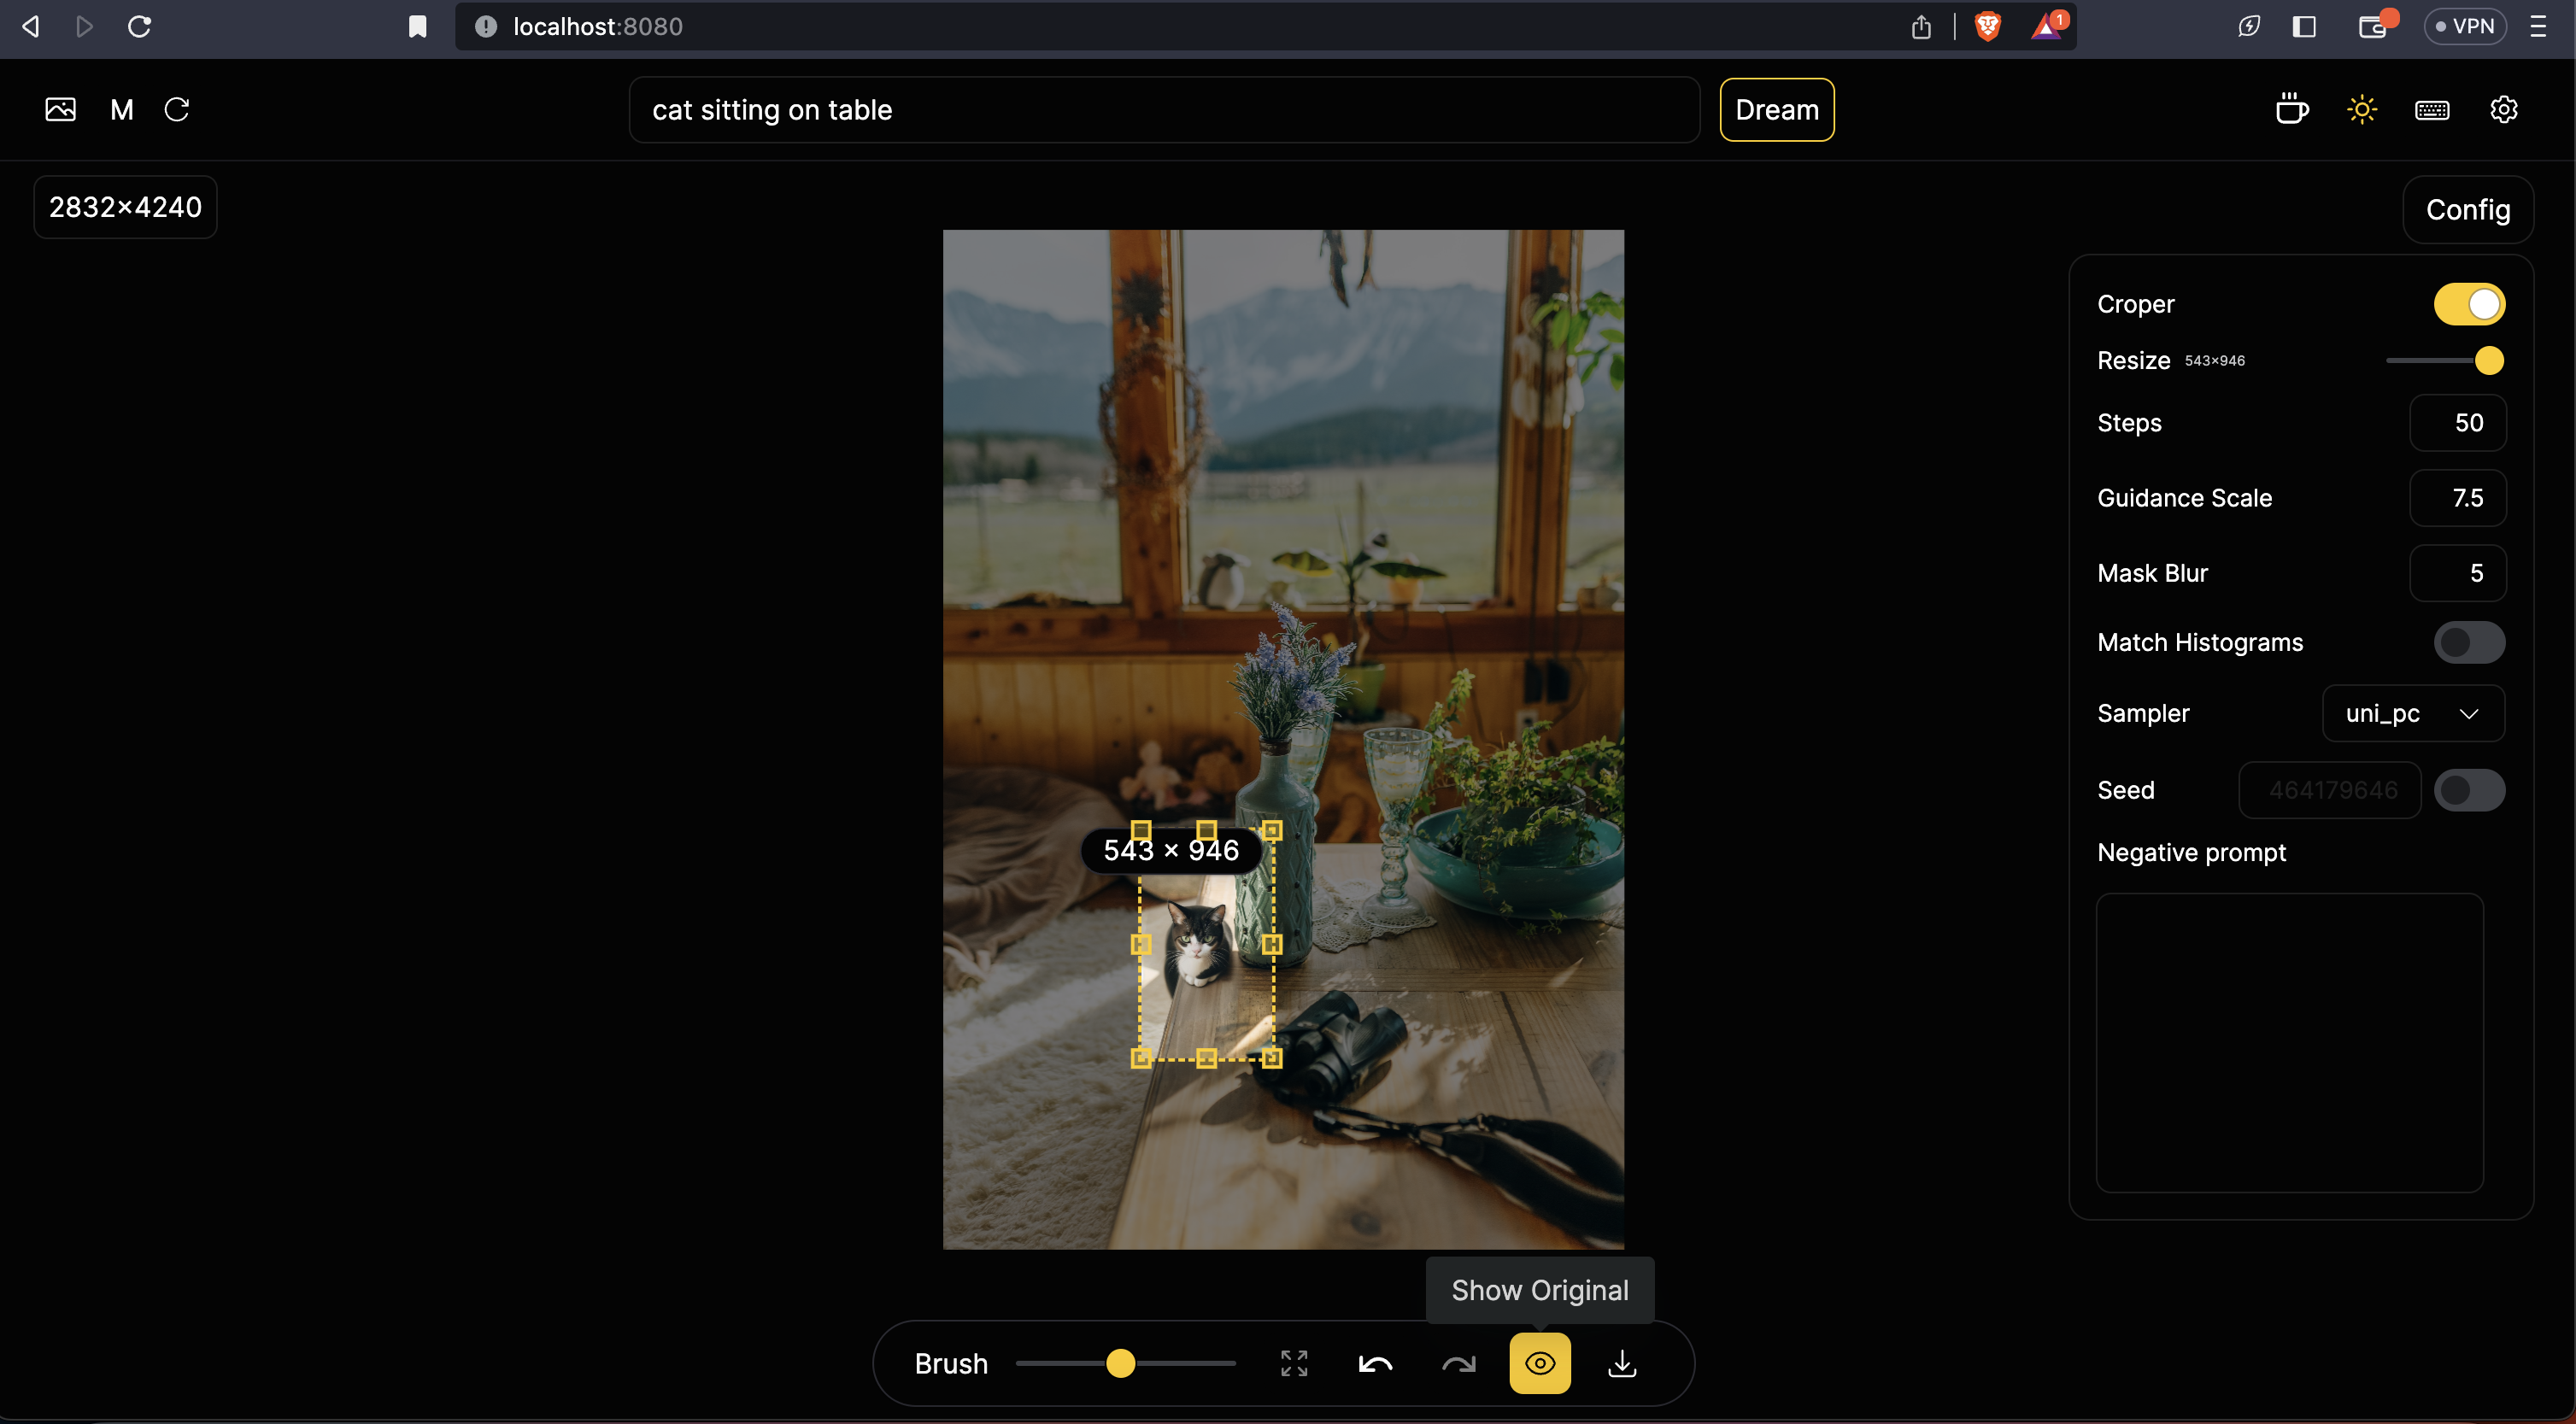 localhost:8080
1
VPN
M
cat sitting on table
Dream
2832×4240
Config
Croper
Resize 543×946
Steps 50
Guidance Scale 7.5
Mask Blur 5
Match Histograms
Sampler uni_pc
Seed 464179646
Negative prompt
543 × 946
Show Original
Brush